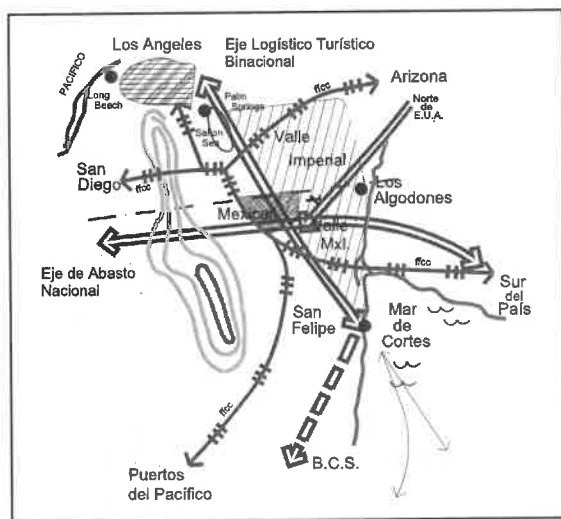 Los Angeles
Eje Logístico Turístico
Binacional
PACIFICO
Long
Beach
Palm
Springs
Salton
Sea
ffcc
Arizona
Norte
de
E.U.A.
Valle
Imperial
San
Diego
ffcc
Los
Algodones
Mexicali
Valle
Mxl.
Eje de Abasto
Nacional
ffcc
Sur
del
País
San
Felipe
Mar
de
Cortes
ffcc
B.C.S.
Puertos
del Pacífico